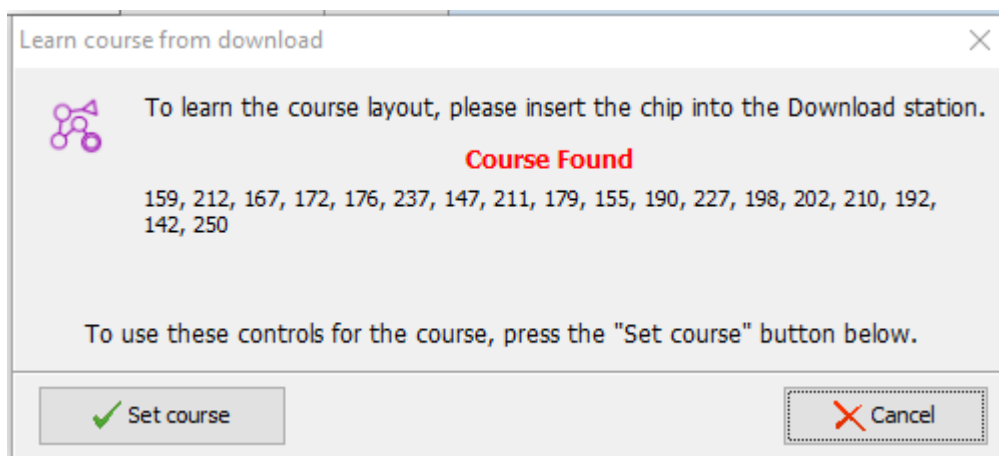 Learn course from download
To learn the course layout, please insert the chip into the Download station.
Course Found
159, 212, 167, 172, 176, 237, 147, 211, 179, 155, 190, 227, 198, 202, 210, 192,
142, 250
To use these controls for the course, press the "Set course" button below.
Set course
Cancel